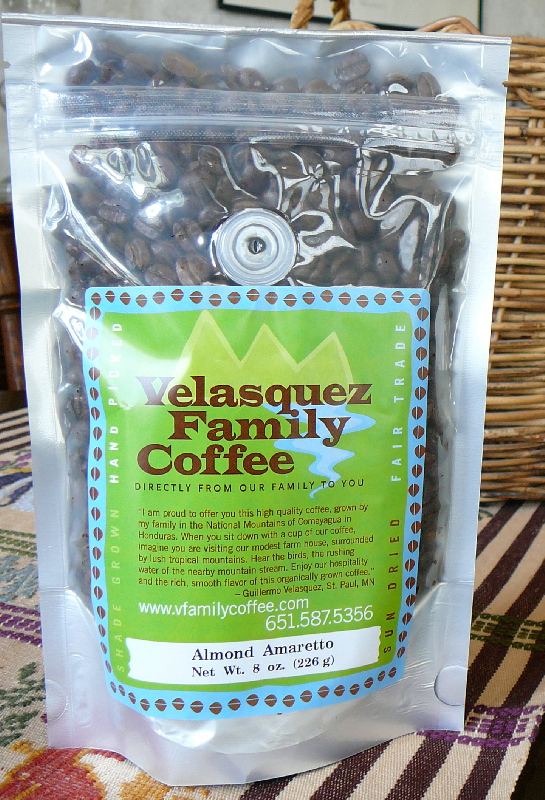 Velasquez
Family
Coffee
DIRECTLY FROM OUR FAMILY TO YOU
"I am proud to offer you this high quality coffee, grown by
my family in the National Mountains of Comayagua in
Honduras. When you sit down with a cup of our coffee,
imagine you are visiting our modest farm house, surrounded
by lush tropical mountains. Hear the birds, the rushing
water of the nearby mountain stream. Enjoy our hospitality
and the rich, smooth flavor of this organically grown coffee."
– Guillermo Velasquez, St. Paul, MN
www.vfamilycoffee.com
651.587.5356
Almond Amaretto
Net Wt. 8 oz. (226 g)
SHADE GROWN HAND PICKED
SUN DRIED FAIR TRADE